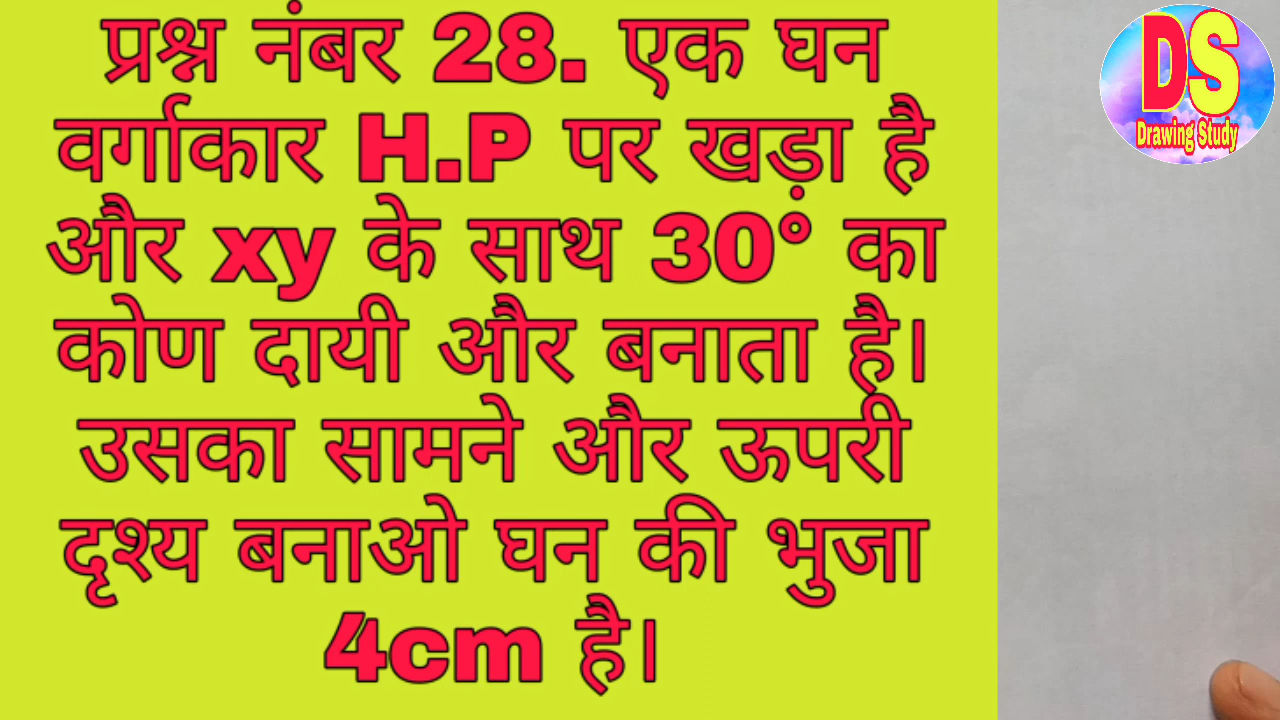 प्रश्न नंबर 28. एक घन
वर्गाकार H.P पर खड़ा है
और xy के साथ 30° का
कोण दायी और बनाता है।
उसका सामने और ऊपरी
दृश्य बनाओ घन की भुजा
4cm है।
DS
Drawing Study